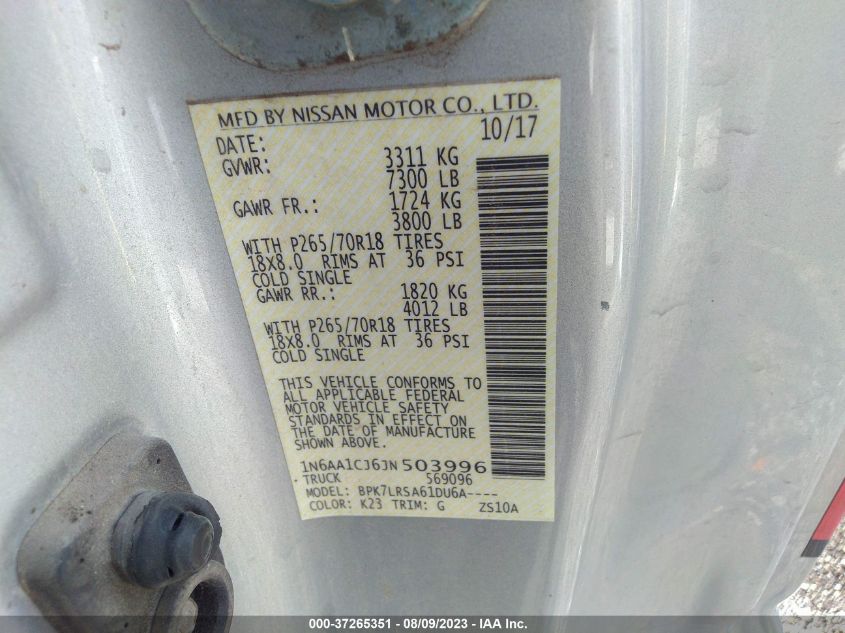 MFD BY NISSAN MOTOR CO., LTD.
DATE: 10/17
GVWR: 3311 KG
7300 LB
GAWR FR.: 1724 KG
3800 LB
WITH P265/70R18 TIRES
18X8.0 RIMS AT 36 PSI
COLD SINGLE
GAWR RR.: 1820 KG
4012 LB
WITH P265/70R18 TIRES
18X8.0 RIMS AT 36 PSI
COLD SINGLE
THIS VEHICLE CONFORMS TO
ALL APPLICABLE FEDERAL
MOTOR VEHICLE SAFETY
STANDARDS IN EFFECT ON
THE DATE OF MANUFACTURE
SHOWN ABOVE.
1N6AA1CJ6JN503996
TRUCK 569096
MODEL: BPK7LRSA61DU6A----
COLOR: K23 TRIM: G ZS10A
000-37265351 - 08/09/2023 - IAA Inc.